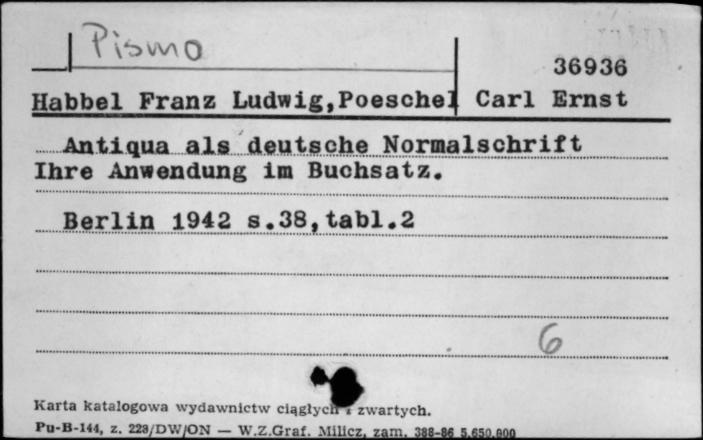 Pismo
36936
Habbel Franz Ludwig, Poeschel Carl Ernst
Antiqua als deutsche Normalschrift
Ihre Anwendung im Buchsatz.
Berlin 1942 s.38, tabl.2
6
Karta katalogowa wydawnictw ciągłych i zwartych.
Pu-B-144, z. 228/DW/ON — W.Z.Graf. Milicz, zam. 388-86 5.650.000